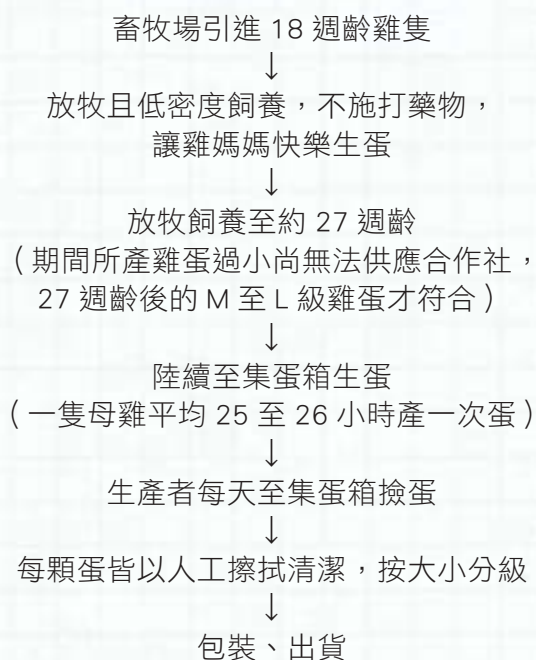 畜牧場引進 18 週齡雞隻
↓
放牧且低密度飼養，不施打藥物，
讓雞媽媽快樂生蛋
↓
放牧飼養至約 27 週齡
（期間所產雞蛋過小尚無法供應合作社，
27 週齡後的 M 至 L 級雞蛋才符合）
↓
陸續至集蛋箱生蛋
（一隻母雞平均 25 至 26 小時產一次蛋）
↓
生產者每天至集蛋箱撿蛋
↓
每顆蛋皆以人工擦拭清潔，按大小分級
↓
包裝、出貨